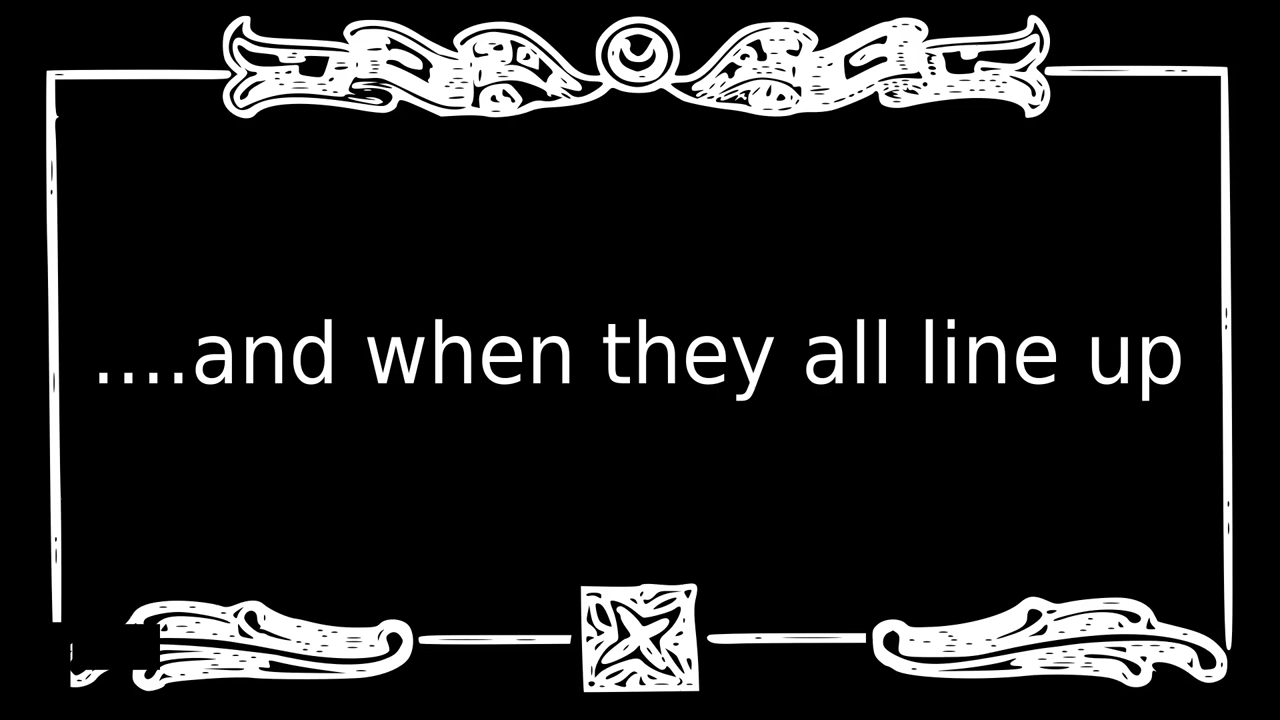 ....and when they all line up